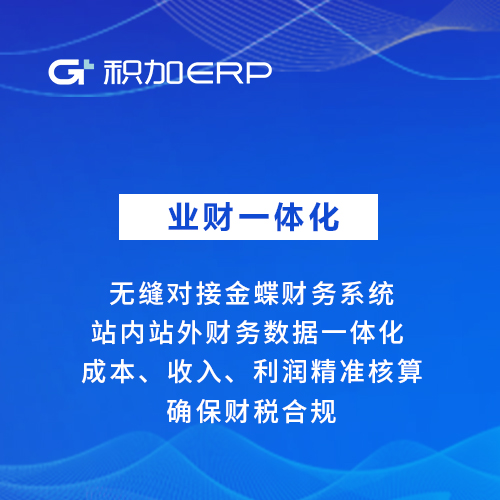 G+ 积加ERP
业财一体化
无缝对接金蝶财务系统
站内站外财务数据一体化
成本、收入、利润精准核算
确保财税合规